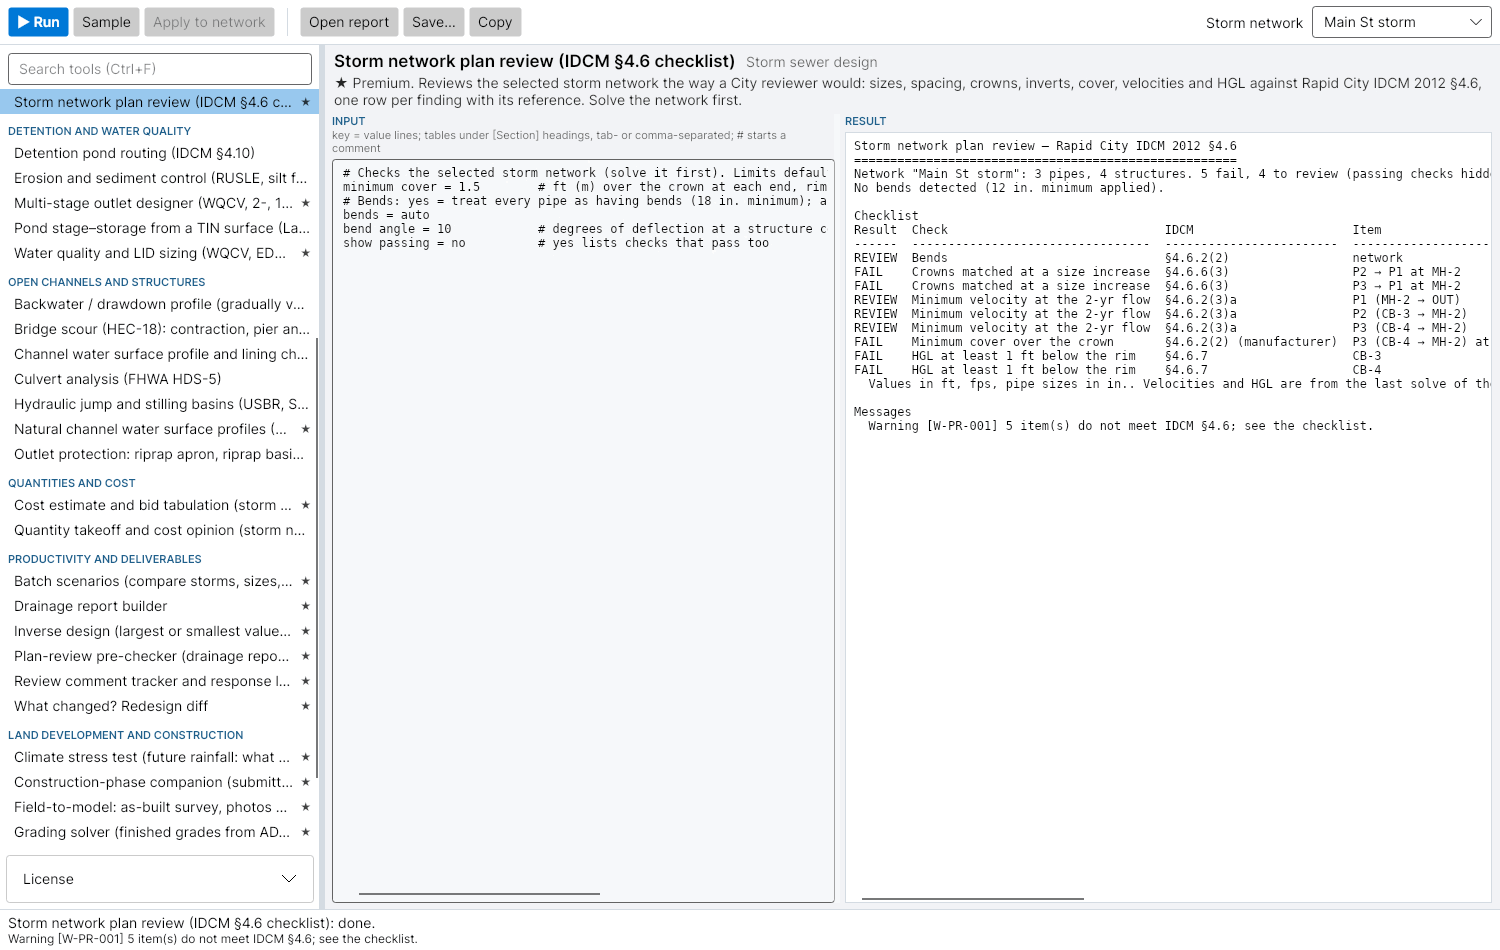 Run
Sample
Apply to network
Open report
Save...
Copy
Storm network
Main St storm
Search tools (Ctrl+F)
Storm network plan review (IDCM §4.6 c... ★
DETENTION AND WATER QUALITY
Detention pond routing (IDCM §4.10)
Erosion and sediment control (RUSLE, silt f...
Multi-stage outlet designer (WQCV, 2-, 1... ★
Pond stage–storage from a TIN surface (La...
Water quality and LID sizing (WQCV, ED... ★
OPEN CHANNELS AND STRUCTURES
Backwater / drawdown profile (gradually v...
Bridge scour (HEC-18): contraction, pier an...
Channel water surface profile and lining ch...
Culvert analysis (FHWA HDS-5)
Hydraulic jump and stilling basins (USBR, S...
Natural channel water surface profiles (... ★
Outlet protection: riprap apron, riprap basi...
QUANTITIES AND COST
Cost estimate and bid tabulation (storm ... ★
Quantity takeoff and cost opinion (storm n...
PRODUCTIVITY AND DELIVERABLES
Batch scenarios (compare storms, sizes,... ★
Drainage report builder ★
Inverse design (largest or smallest value... ★
Plan-review pre-checker (drainage repo... ★
Review comment tracker and response l... ★
What changed? Redesign diff ★
LAND DEVELOPMENT AND CONSTRUCTION
Climate stress test (future rainfall: what ... ★
Construction-phase companion (submitt... ★
Field-to-model: as-built survey, photos ... ★
Grading solver (finished grades from AD... ★
License
Storm network plan review (IDCM §4.6 checklist) Storm sewer design
★ Premium. Reviews the selected storm network the way a City reviewer would: sizes, spacing, crowns, inverts, cover, velocities and HGL against Rapid City IDCM 2012 §4.6,
one row per finding with its reference. Solve the network first.
INPUT
key = value lines; tables under [Section] headings, tab- or comma-separated; # starts a
comment
# Checks the selected storm network (solve it first). Limits defaul
minimum cover = 1.5 # ft (m) over the crown at each end, rim
# Bends: yes = treat every pipe as having bends (18 in. minimum); a
bends = auto
bend angle = 10 # degrees of deflection at a structure c
show passing = no # yes lists checks that pass too
RESULT
Storm network plan review — Rapid City IDCM 2012 §4.6
=====================================================
Network "Main St storm": 3 pipes, 4 structures. 5 fail, 4 to review (passing checks hidd
No bends detected (12 in. minimum applied).
Checklist
Result Check IDCM Item
------ --------------------------------- ------------------------ -------------------
REVIEW Bends §4.6.2(2) network
FAIL Crowns matched at a size increase §4.6.6(3) P2 → P1 at MH-2
FAIL Crowns matched at a size increase §4.6.6(3) P3 → P1 at MH-2
REVIEW Minimum velocity at the 2-yr flow §4.6.2(3)a P1 (MH-2 → OUT)
REVIEW Minimum velocity at the 2-yr flow §4.6.2(3)a P2 (CB-3 → MH-2)
REVIEW Minimum velocity at the 2-yr flow §4.6.2(3)a P3 (CB-4 → MH-2)
FAIL Minimum cover over the crown §4.6.2(2) (manufacturer) P3 (CB-4 → MH-2) at
FAIL HGL at least 1 ft below the rim §4.6.7 CB-3
FAIL HGL at least 1 ft below the rim §4.6.7 CB-4
Values in ft, fps, pipe sizes in in.. Velocities and HGL are from the last solve of th
Messages
Warning [W-PR-001] 5 item(s) do not meet IDCM §4.6; see the checklist.
Storm network plan review (IDCM §4.6 checklist): done.
Warning [W-PR-001] 5 item(s) do not meet IDCM §4.6; see the checklist.